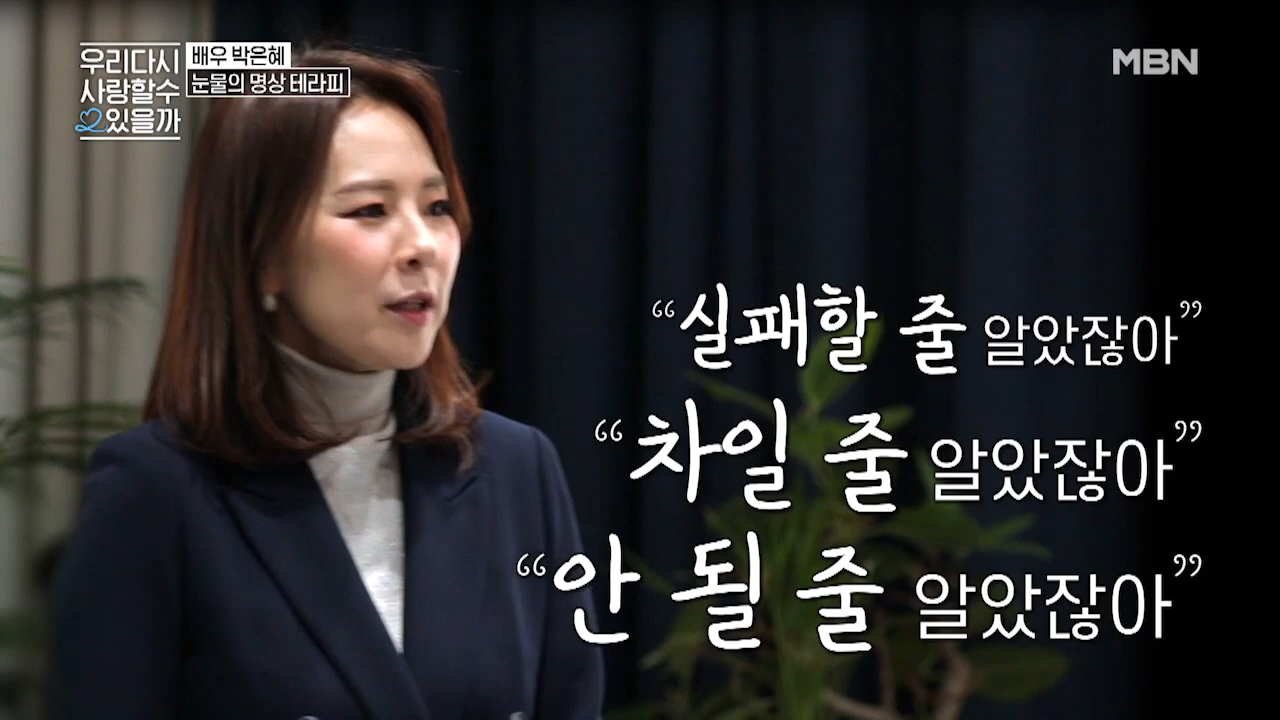 우리다시
사랑할수
있을까
배우 박은혜
눈물의 명상 테라피
MBN
“실패할 줄 알았잖아”
“차일 줄 알았잖아”
“안 될 줄 알았잖아”